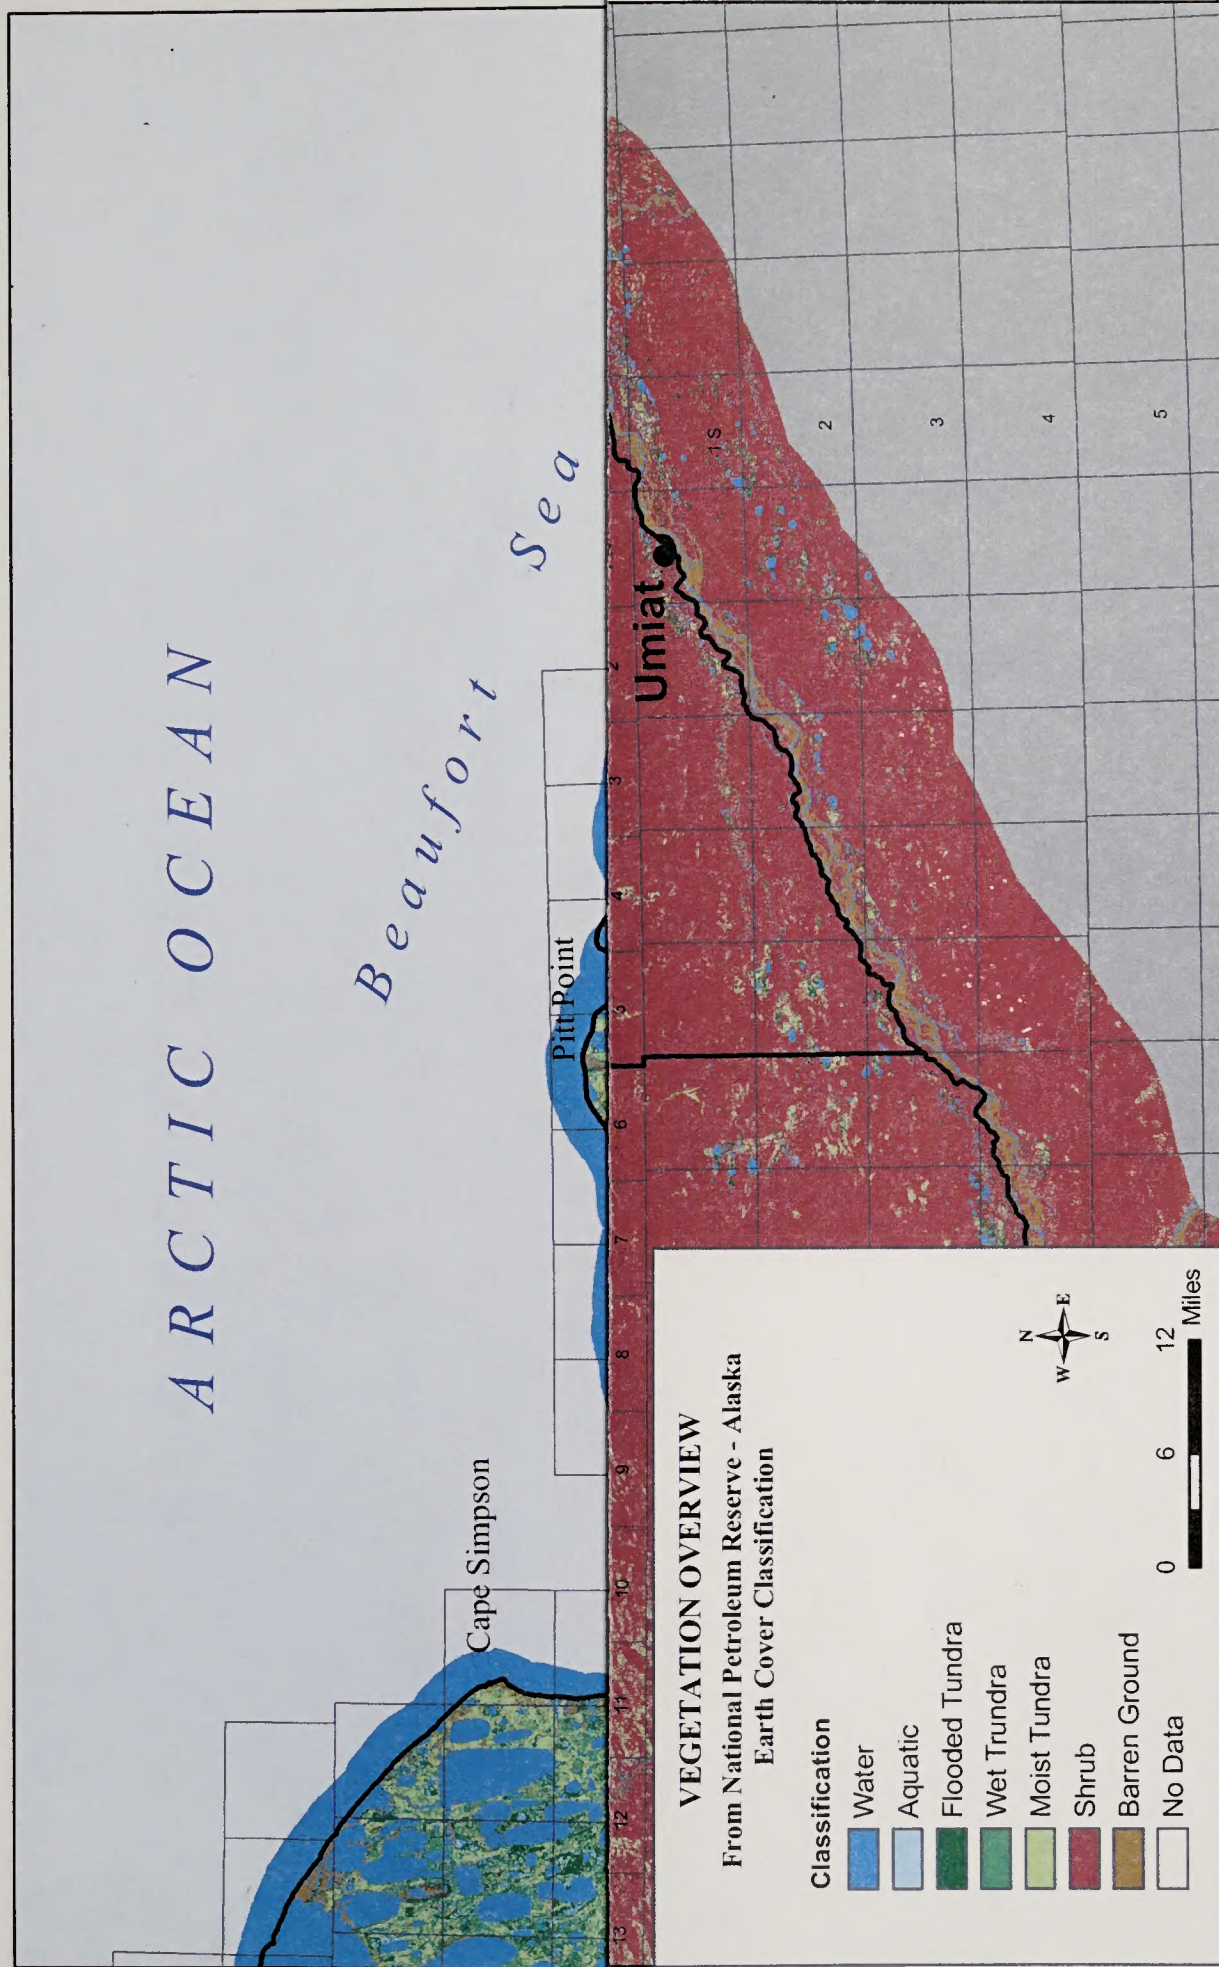 ARCTIC OCEAN
Beaufort Sea
Cape Simpson
Pitt Point
13
12
11
10
9
8
7
6
5
4
3
2
Umiat
1 S
2
3
4
5
VEGETATION OVERVIEW
From National Petroleum Reserve - Alaska
Earth Cover Classification
Classification
Water
Aquatic
Flooded Tundra
Wet Trundra
Moist Tundra
Shrub
Barren Ground
No Data
N
W E
S
0 6 12
Miles